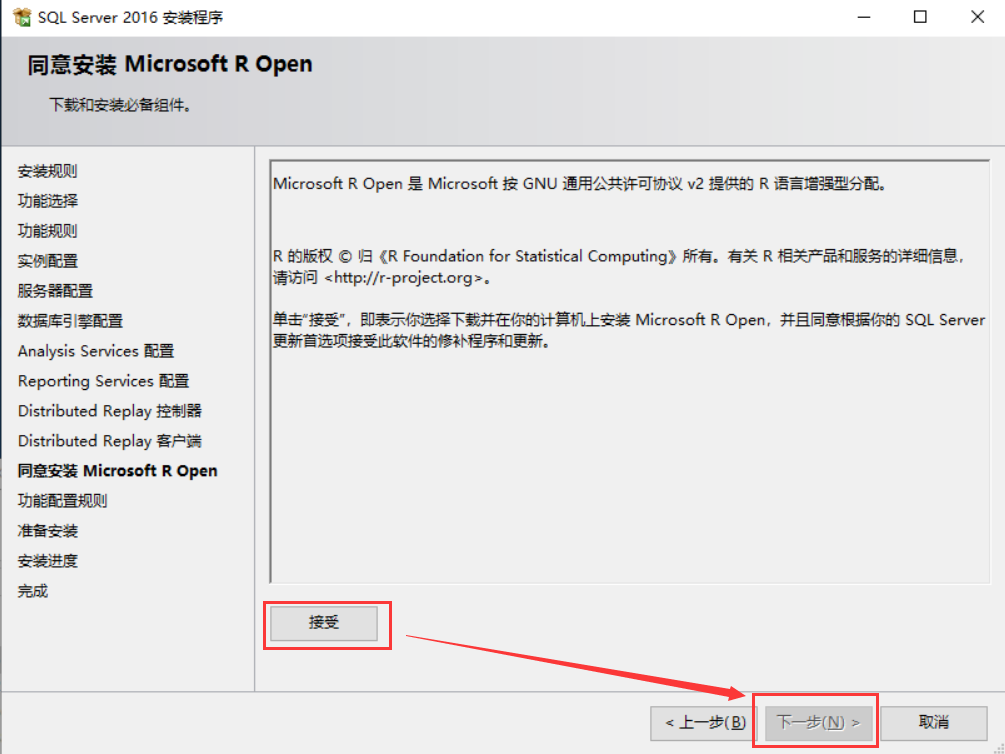 SQL Server 2016 安装程序
同意安装 Microsoft R Open
下载和安装必备组件。
安装规则
功能选择
功能规则
实例配置
服务器配置
数据库引擎配置
Analysis Services 配置
Reporting Services 配置
Distributed Replay 控制器
Distributed Replay 客户端
同意安装 Microsoft R Open
功能配置规则
准备安装
安装进度
完成
Microsoft R Open 是 Microsoft 按 GNU 通用公共许可协议 v2 提供的 R 语言增强型分配。
R 的版权 © 归《R Foundation for Statistical Computing》所有。有关 R 相关产品和服务的详细信息，
请访问 <http://r-project.org>。
单击“接受”，即表示你选择下载并在你的计算机上安装 Microsoft R Open，并且同意根据你的 SQL Server
更新首选项接受此软件的修补程序和更新。
接受
< 上一步(B)
下一步(N) >
取消